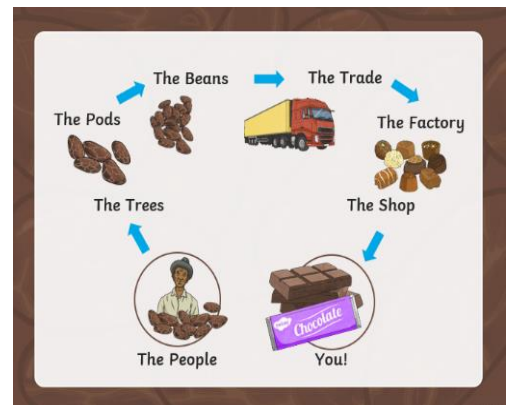 The Beans
The Trade
The Pods
The Factory
The Trees
The Shop
Chocolate
The People
You!